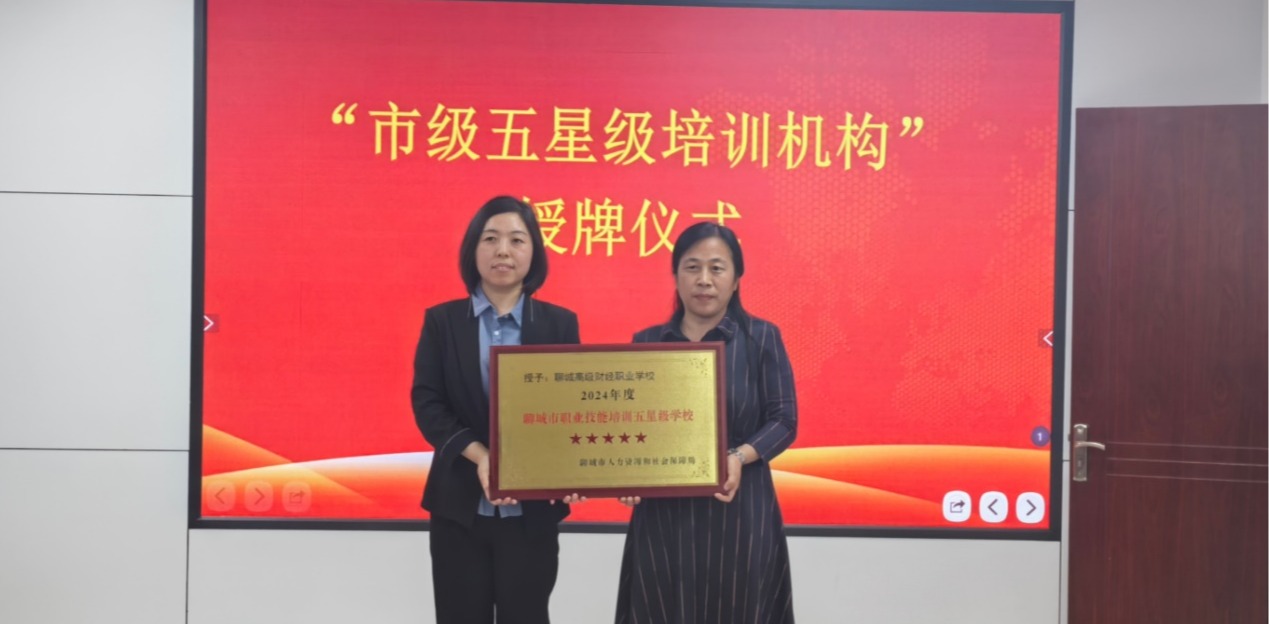 “市级五星级培训机构”
授牌仪式
授予：聊城高级财经职业学校
2024年度
聊城市职业技能培训五星级学校
★★★★★
聊城市人力资源和社会保障局
1